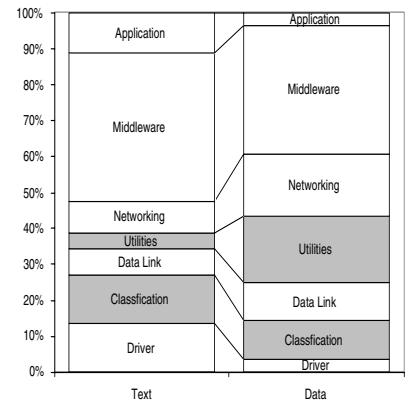 100%
90%
80%
70%
60%
50%
40%
30%
20%
10%
0%
Application
Middleware
Networking
Utilities
Data Link
Classfication
Driver
Application
Middleware
Networking
Utilities
Data Link
Classfication
Driver
Text
Data